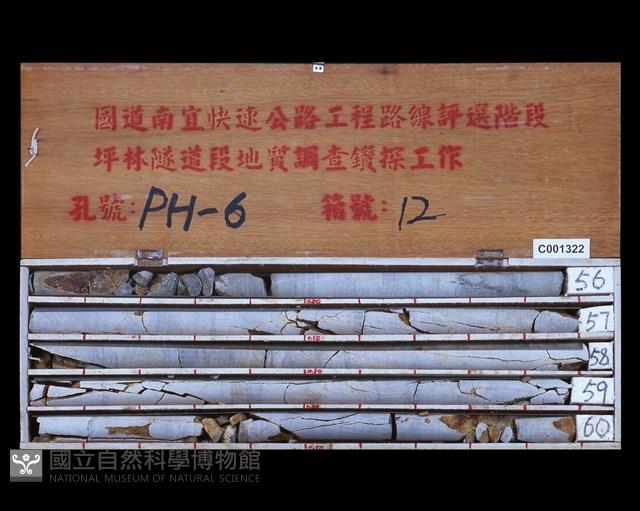 國道南宜快速公路工程路線評選階段
坪林隧道段地質調查鑽探工作
孔號：PH-6 箱號：12
C001322
56
57
58
59
60
國立自然科學博物館
NATIONAL MUSEUM OF NATURAL SCIENCE